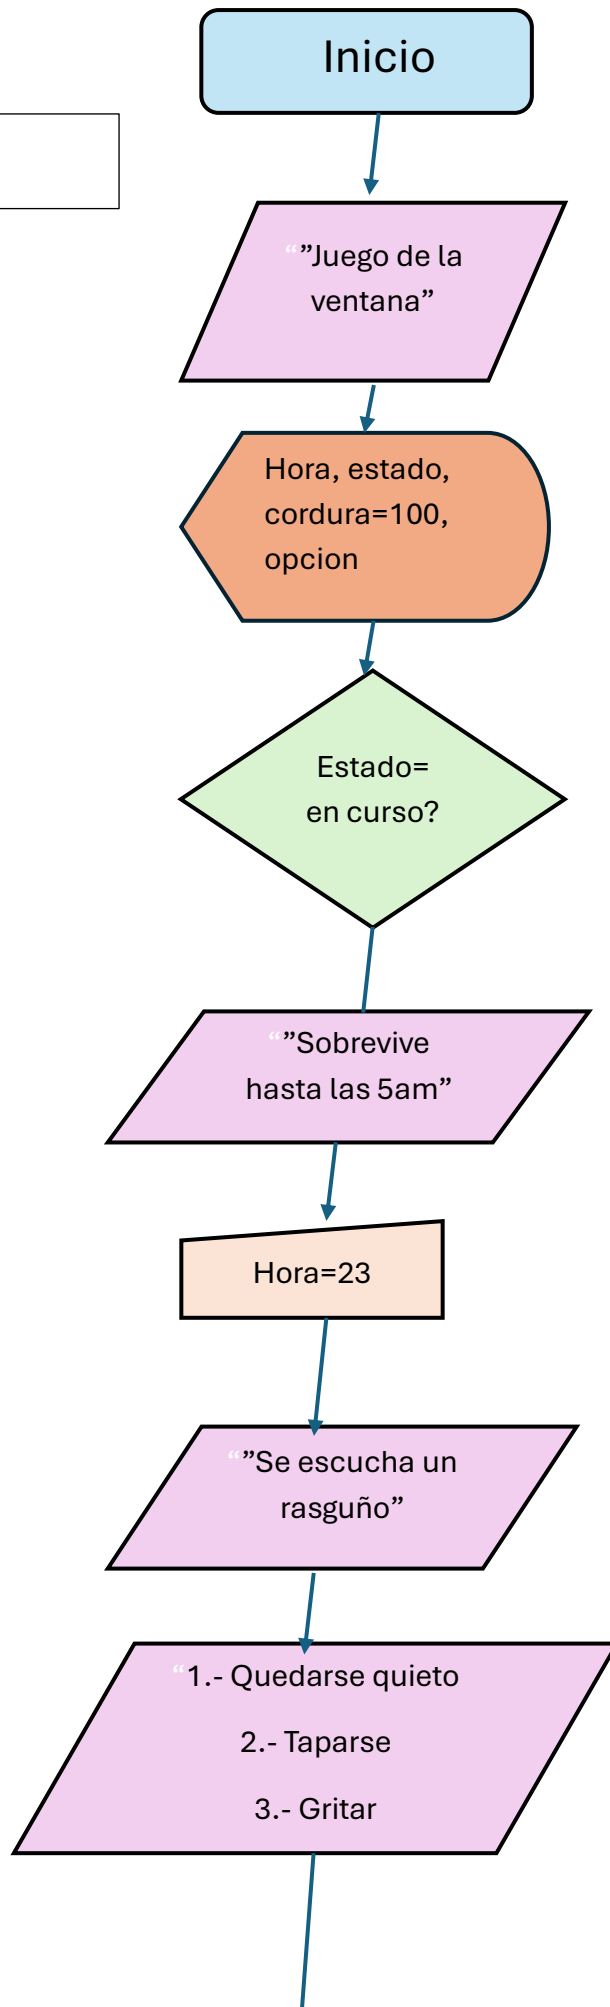 Inicio
“”Juego de la
ventana”
Hora, estado,
cordura=100,
opcion
Estado=
en curso?
“”Sobrevive
hasta las 5am”
Hora=23
“”Se escucha un
rasguño”
“1.- Quedarse quieto
2.- Taparse
3.- Gritar